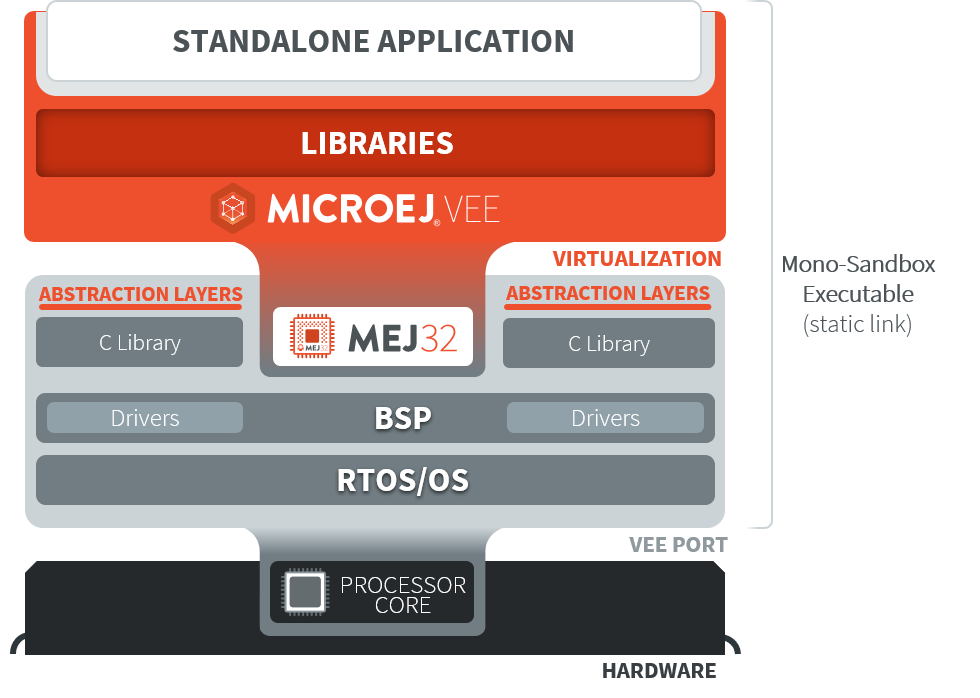 STANDALONE APPLICATION
LIBRARIES
MICROEJ® VEE
VIRTUALIZATION
Mono-Sandbox
Executable
(static link)
ABSTRACTION LAYERS
ABSTRACTION LAYERS
C Library
MEJ32
MEJ32
C Library
Drivers
BSP
Drivers
RTOS/OS
VEE PORT
PROCESSOR
CORE
HARDWARE